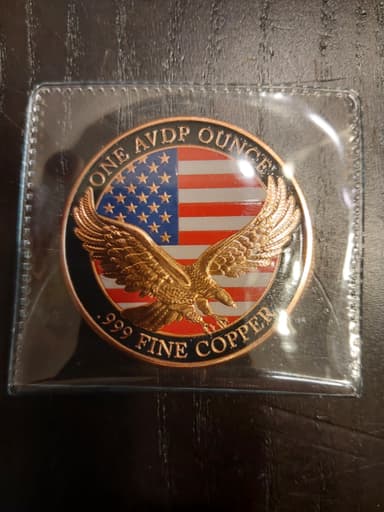 ONE AVDP OUNCE
.999 FINE COPPER